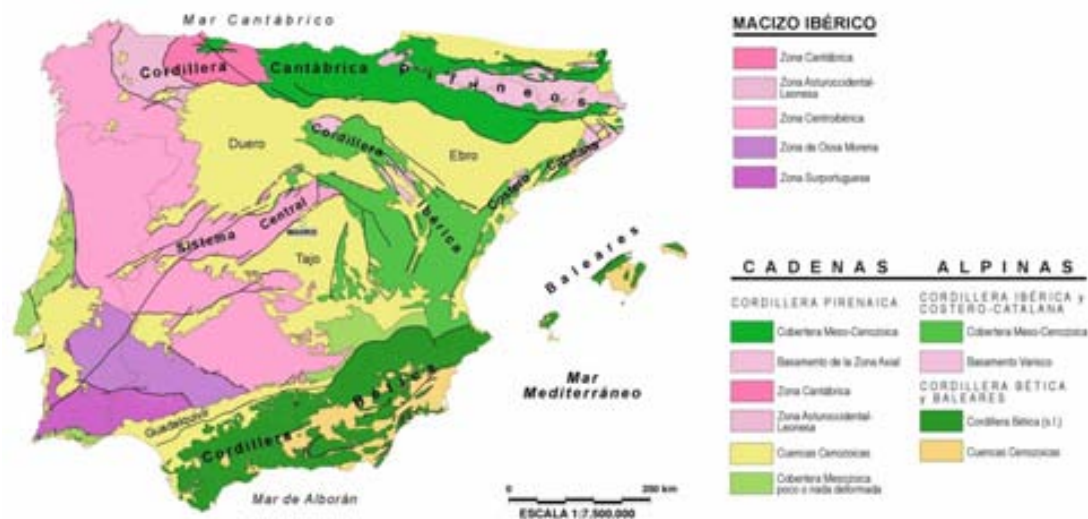 Mar Cantábrico
Cordillera Cantábrica
Pirineos
Duero
Cordillera Ibérica
Ebro
Costero Catalana
Sistema Central
MADRID
Tajo
Baleares
Mar
Mediterráneo
Guadalquivir
Cordillera Bética
Mar de Alborán
0 250 km
ESCALA 1:7.500.000
MACIZO IBÉRICO
Zona Cantábrica
Zona Asturoccidental-
Leonesa
Zona Centroibérica
Zona de Ossa Morena
Zona Surportuguesa
CADENAS ALPINAS
CORDILLERA PIRENAICA
Cobertera Meso-Cenozoica
Basamento de la Zona Axial
Zona Cantábrica
Zona Asturoccidental-
Leonesa
Cuencas Cenozoicas
Cobertera Mesozoica
poco o nada deformada
CORDILLERA IBÉRICA y
COSTERO-CATALANA
Cobertera Meso-Cenozoica
Basamento Varisco
CORDILLERA BÉTICA
y BALEARES
Cordillera Bética (s.l.)
Cuencas Cenozoicas